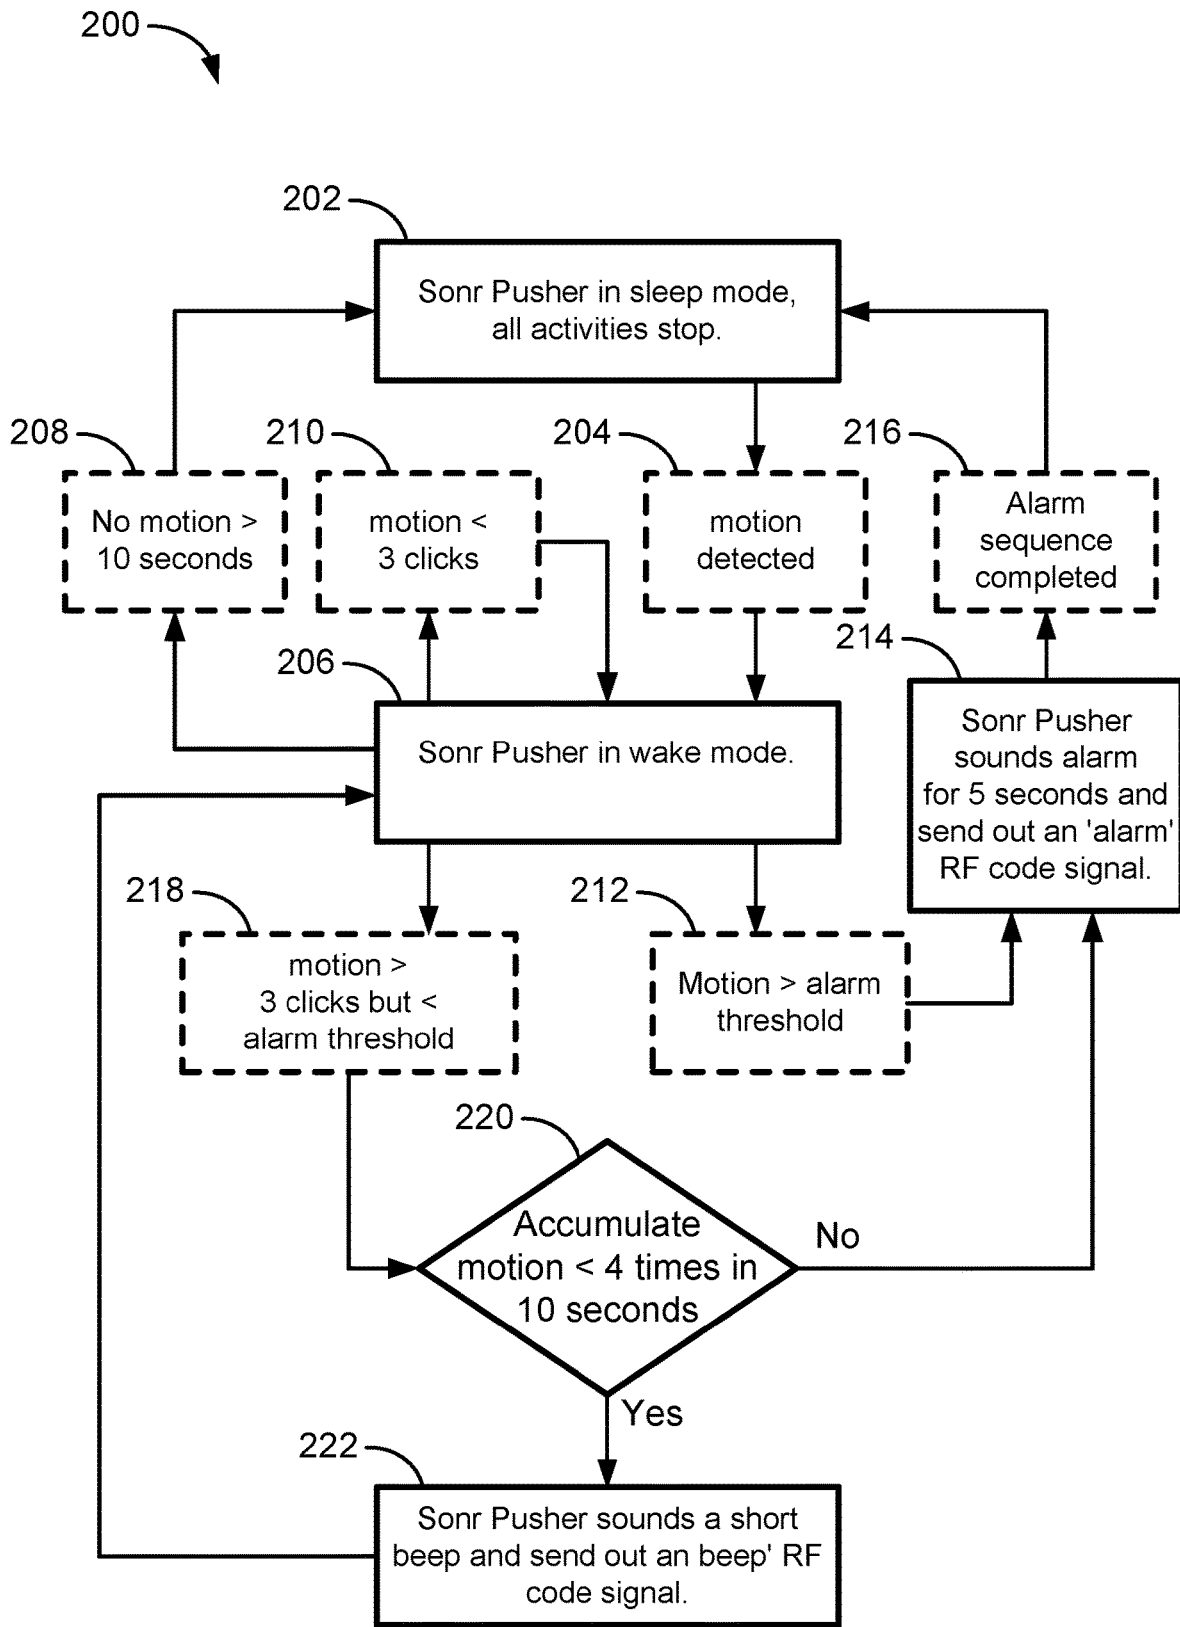 200
202
Sonr Pusher in sleep mode,
all activities stop.
208
210
204
216
No motion >
10 seconds
motion <
3 clicks
motion
detected
Alarm
sequence
completed
206
214
Sonr Pusher in wake mode.
Sonr Pusher
sounds alarm
for 5 seconds and
send out an 'alarm'
RF code signal.
218
212
motion >
3 clicks but <
alarm threshold
Motion > alarm
threshold
220
Accumulate
motion < 4 times in
10 seconds
No
Yes
222
Sonr Pusher sounds a short
beep and send out an beep' RF
code signal.